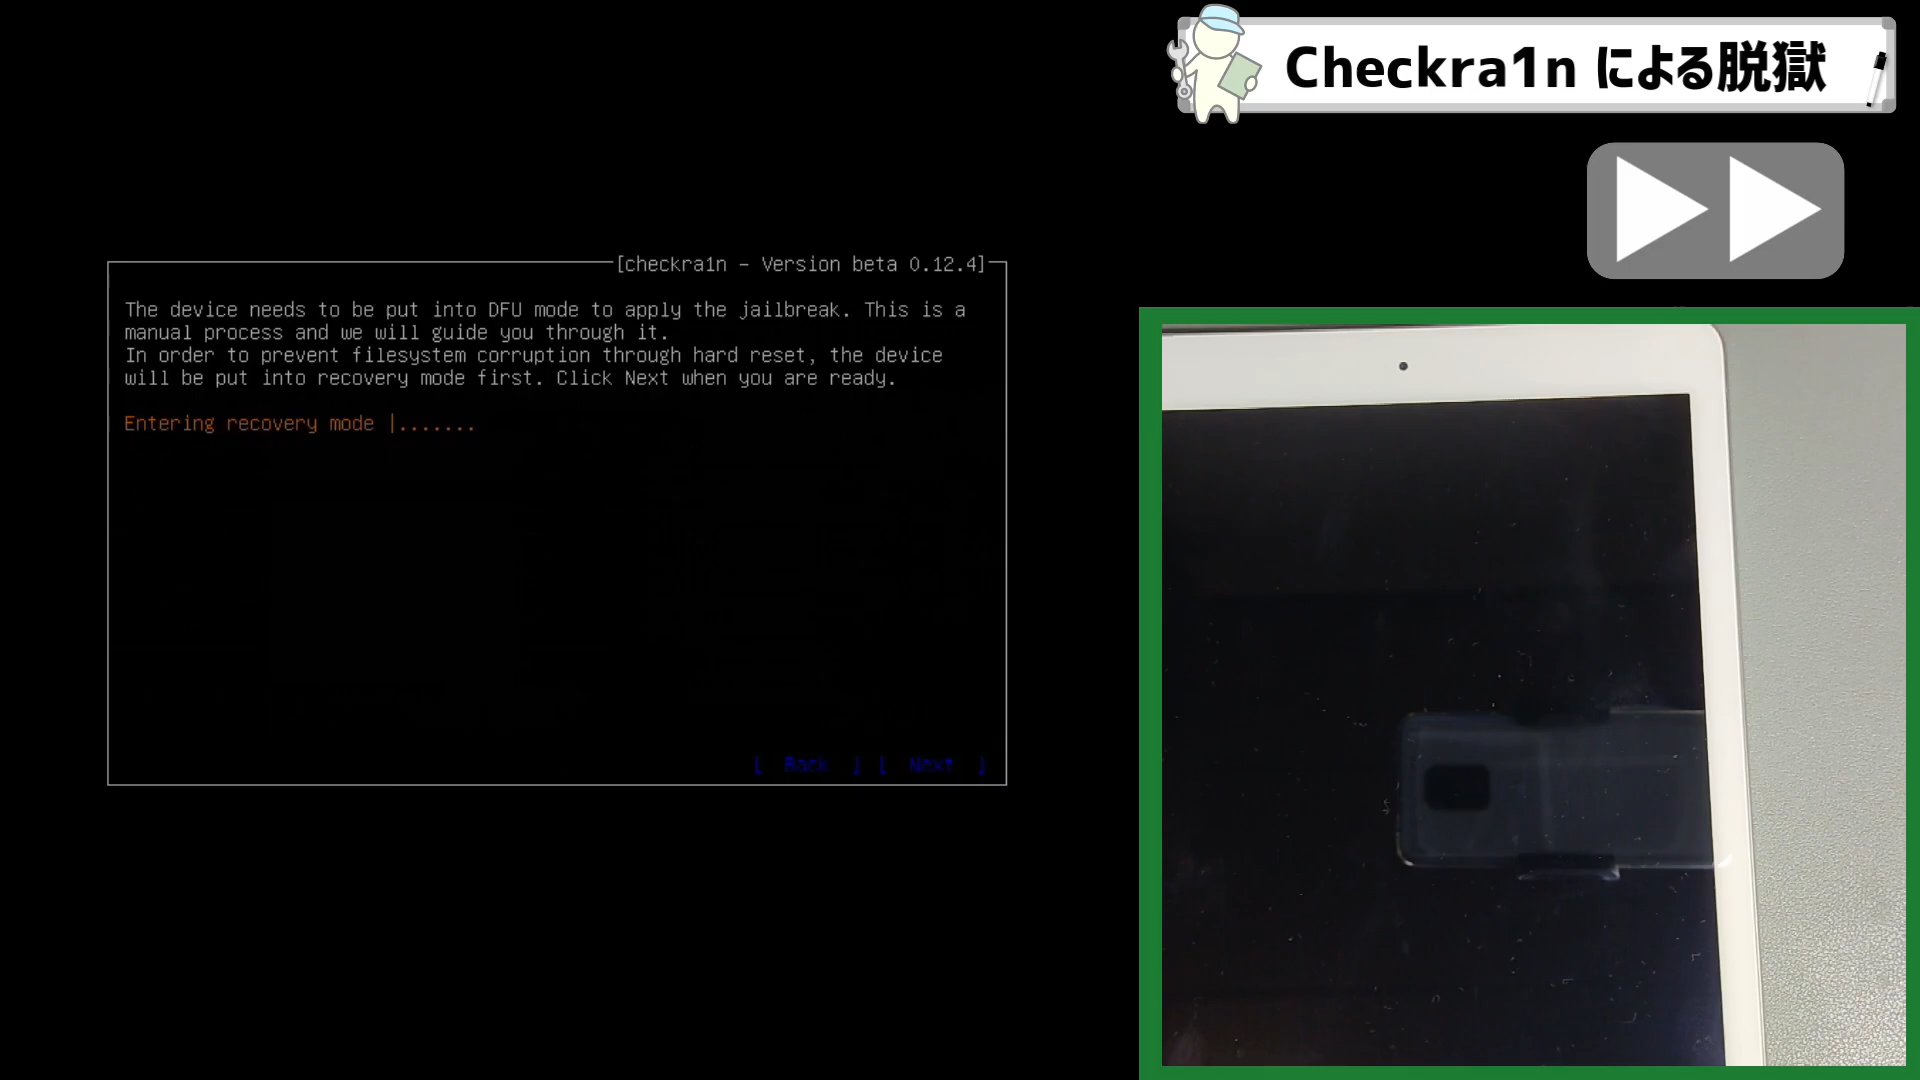 Checkra1n による脱獄
[checkra1n - Version beta 0.12.4]
The device needs to be put into DFU mode to apply the jailbreak. This is a
manual process and we will guide you through it.
In order to prevent filesystem corruption through hard reset, the device
will be put into recovery mode first. Click Next when you are ready.
Entering recovery mode |.......
[ Back ] [ Next ]